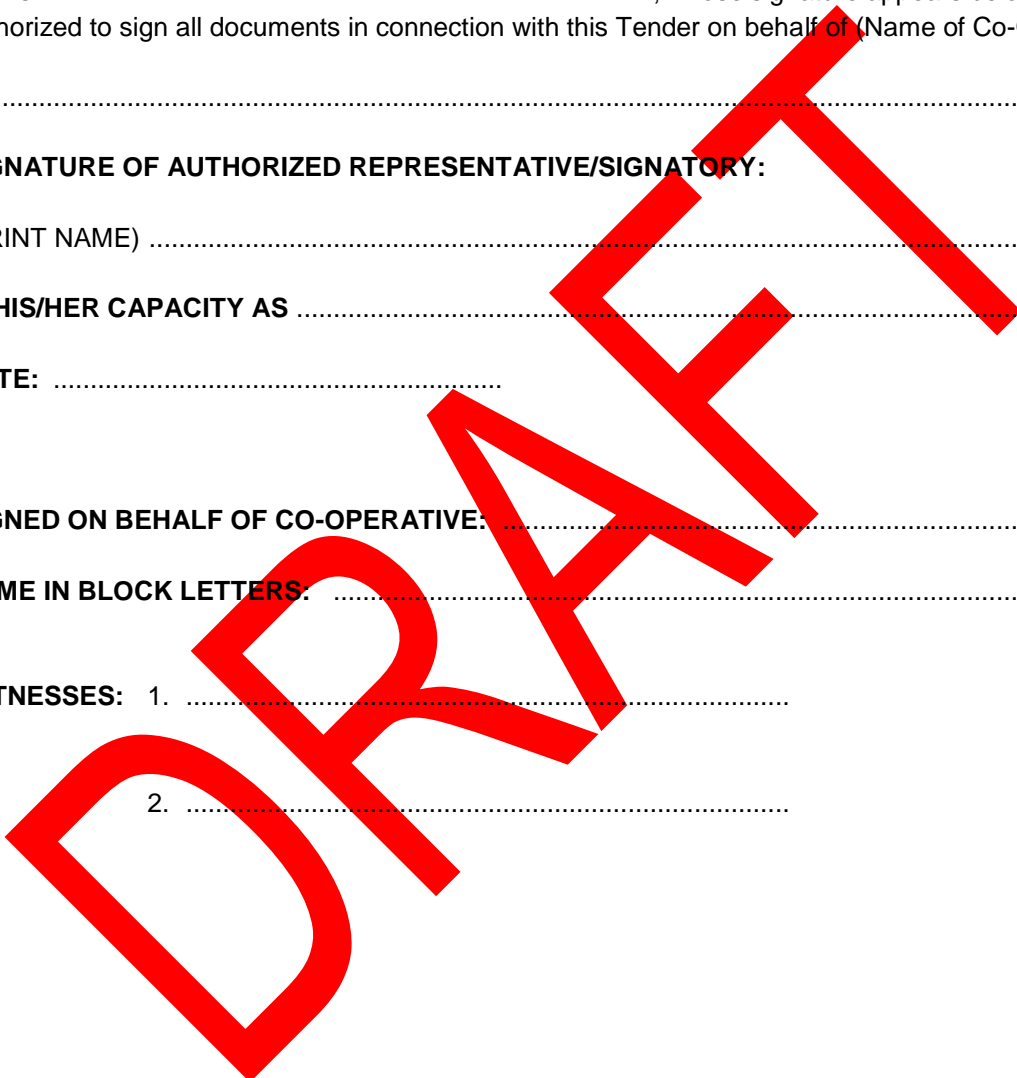 horized to sign all documents in connection with this Tender on behalf of (Name of Co-
........................................................................................................................................
GNATURE OF AUTHORIZED REPRESENTATIVE/SIGNATORY:
RINT NAME) ....................................................................................................................
HIS/HER CAPACITY AS ................................................................................................
TE: ............................................................
GNED ON BEHALF OF CO-OPERATIVE: .....................................................................
ME IN BLOCK LETTERS: ............................................................................................
TNESSES: 1. .................................................................................
2. .................................................................................
DRAFT